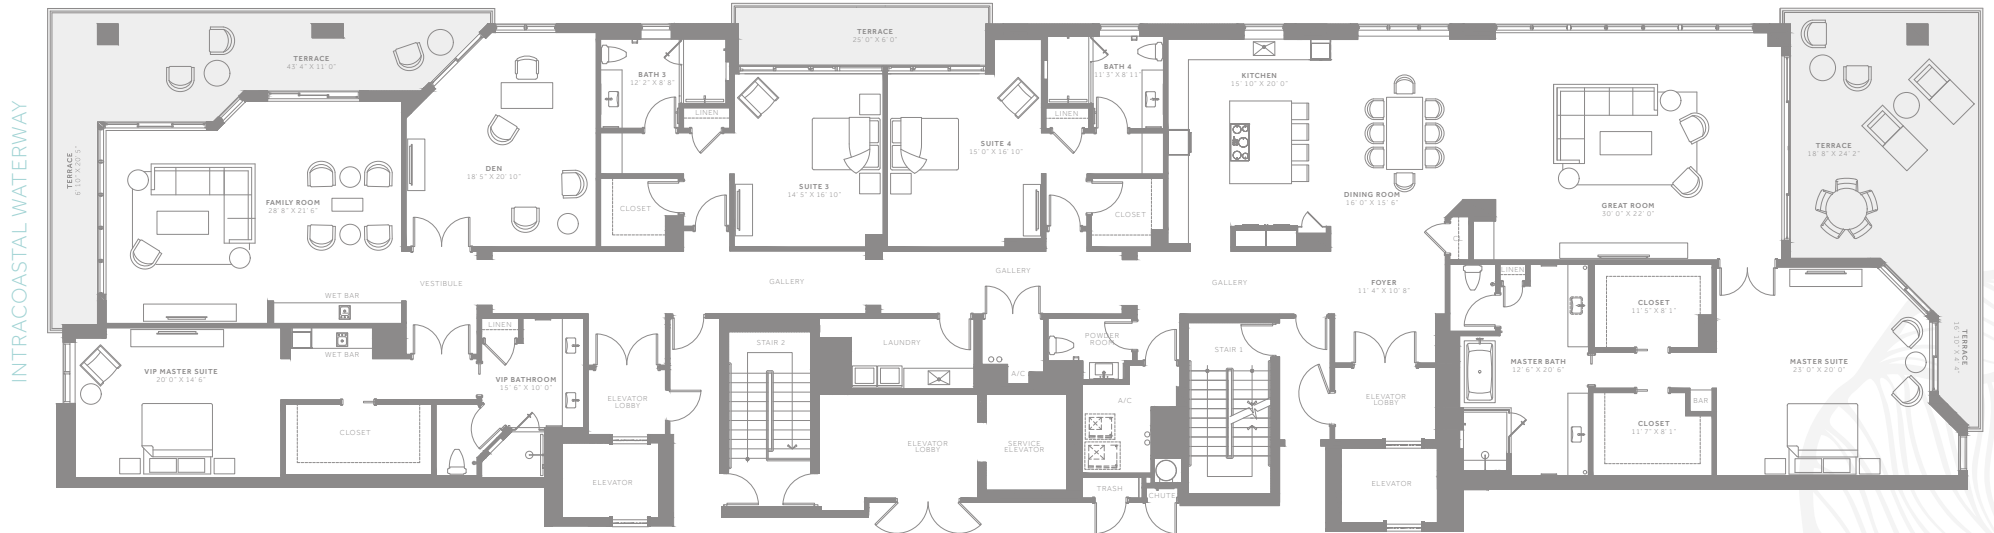 INTRACOASTAL WATERWAY
TERRACE
43' 4" X 11' 0"
TERRACE
6' 10" X 20' 5"
FAMILY ROOM
28' 8" X 21' 6"
DEN
18' 5" X 20' 10"
BATH 3
12' 2" X 8' 8"
LINEN
CLOSET
TERRACE
25' 0" X 6' 0"
SUITE 3
14' 5" X 16' 10"
SUITE 4
15' 0" X 16' 10"
BATH 4
11' 3" X 8' 11"
LINEN
CLOSET
KITCHEN
15' 10" X 20' 0"
DINING ROOM
16' 0" X 15' 6"
GREAT ROOM
30' 0" X 22' 0"
TERRACE
18' 8" X 24' 2"
CL
WET BAR
VESTIBULE
GALLERY
GALLERY
GALLERY
FOYER
11' 4" X 10' 8"
WET BAR
VIP MASTER SUITE
20' 0" X 14' 6"
CLOSET
LINEN
VIP BATHROOM
15' 6" X 10' 0"
ELEVATOR
LOBBY
ELEVATOR
STAIR 2
LAUNDRY
A/C
ELEVATOR
LOBBY
SERVICE
ELEVATOR
POWDER
ROOM
A/C
TRASH
CHUTE
STAIR 1
ELEVATOR
LOBBY
ELEVATOR
LINEN
MASTER BATH
12' 6" X 20' 6"
CLOSET
11' 5" X 8' 1"
CLOSET
11' 7" X 8' 1"
BAR
MASTER SUITE
23' 0" X 20' 0"
TERRACE
16' 10" X 4' 4"